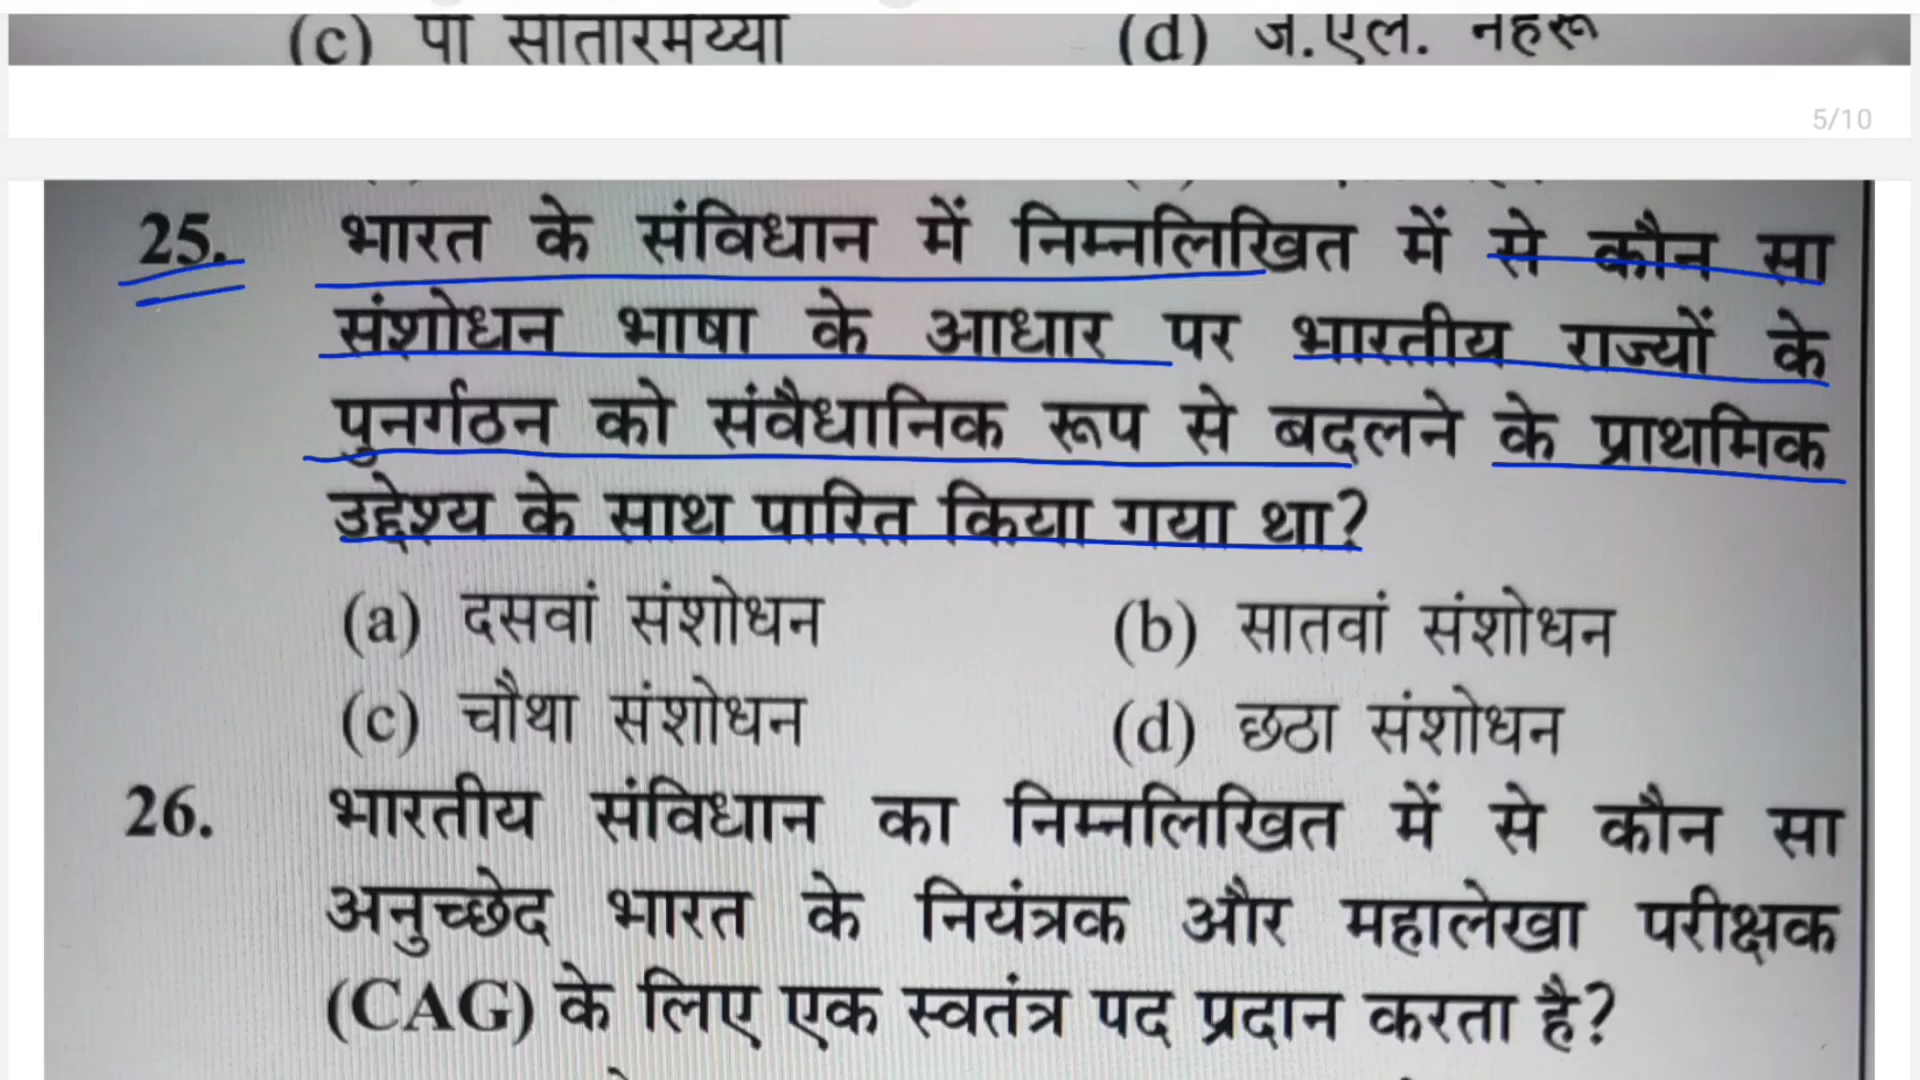 (c) पी सीतारमय्या (d) जे.एल. नेहरू
5/10
25. भारत के संविधान में निम्नलिखित में से कौन सा
संशोधन भाषा के आधार पर भारतीय राज्यों के
पुनर्गठन को संवैधानिक रूप से बदलने के प्राथमिक
उद्देश्य के साथ पारित किया गया था?
(a) दसवां संशोधन (b) सातवां संशोधन
(c) चौथा संशोधन (d) छठा संशोधन
26. भारतीय संविधान का निम्नलिखित में से कौन सा
अनुच्छेद भारत के नियंत्रक और महालेखा परीक्षक
(CAG) के लिए एक स्वतंत्र पद प्रदान करता है?